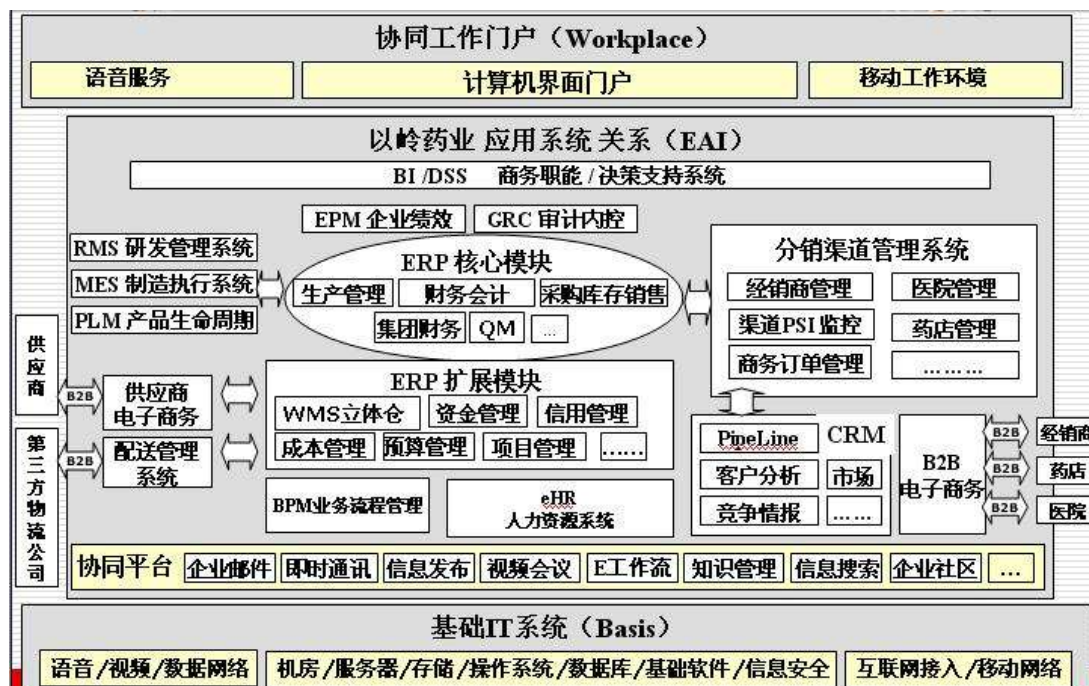 协同工作门户（Workplace）
语音服务
计算机界面门户
移动工作环境
以岭药业 应用系统 关系（EAI）
BI /DSS 商务职能 / 决策支持系统
EPM 企业绩效
GRC 审计内控
RMS 研发管理系统
MES 制造执行系统
PLM 产品生命周期
ERP 核心模块
生产管理
财务会计
采购库存销售
集团财务
QM
...
分销渠道管理系统
经销商管理
医院管理
渠道PSI 监控
药店管理
商务订单管理
………
供应商
B2B
供应商
电子商务
第三方物流公司
B2B
配送管理
系统
ERP 扩展模块
WMS立体仓
资金管理
信用管理
成本管理
预算管理
项目管理
……
BPM业务流程管理
eHR
人力资源系统
PipeLine
CRM
客户分析
市场
竞争情报
……
B2B
电子商务
B2B
经销商
B2B
药店
B2B
医院
协同平台
企业邮件
即时通讯
信息发布
视频会议
E工作流
知识管理
信息搜索
企业社区
...
基础IT系统（Basis）
语音 /视频/数据网络
机房 /服务器 /存储 /操作系统 /数据库 /基础软件 /信息安全
互联网接入 /移动网络